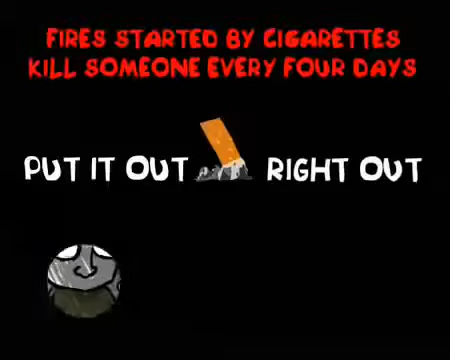 FIRES STARTED BY CIGARETTES
KILL SOMEONE EVERY FOUR DAYS
PUT IT OUT RIGHT OUT